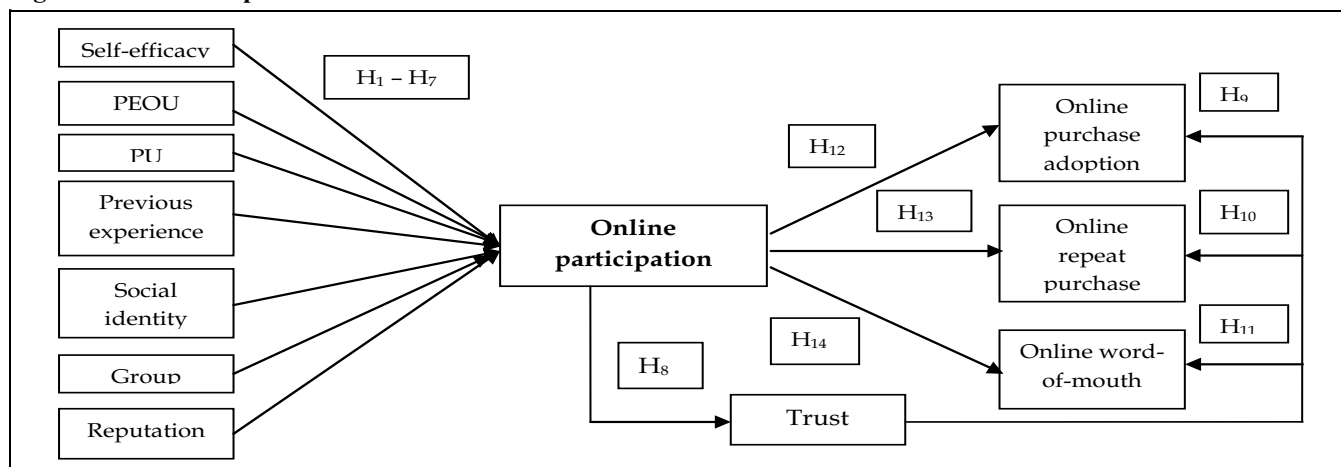 Self-efficacy
PEOU
PU
Previous
experience
Social
identity
Group
Reputation
H₁ – H₇
Online
participation
H₈
Trust
H₁₂
H₁₃
H₁₄
Online
purchase
adoption
Online
repeat
purchase
Online word-
of-mouth
H₉
H₁₀
H₁₁